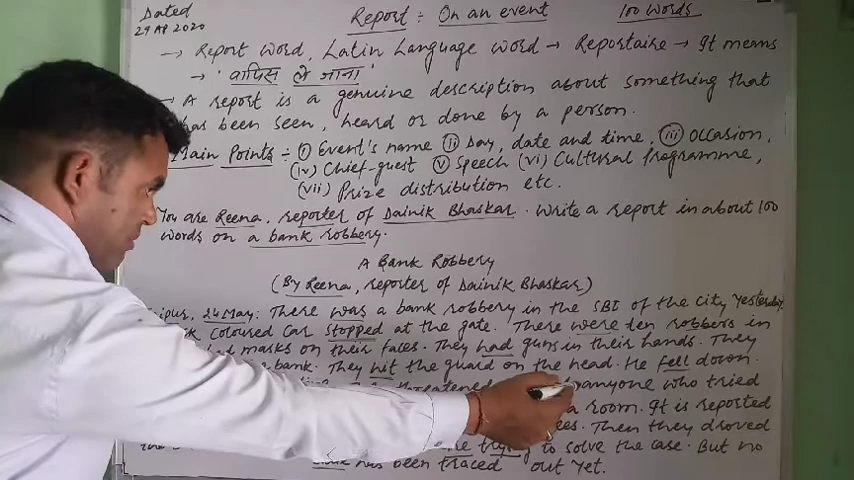 Dated
29 AP 2020
Report ÷ On an event 100 words
→ Report word, Latin Language word → Reportaire → It means
→ 'वापिस ले जाना'
→ A report is a genuine description about something that
has been seen, heard or done by a person.
Main Points ÷ (i) Event's name (ii) Day, date and time, (iii) Occasion,
(iv) Chief-guest (v) Speech (vi) Cultural Programme,
(vii) Prize distribution etc.
You are Reena, reporter of Dainik Bhaskar. Write a report in about 100
words on a bank robbery.
A Bank Robbery
(By Reena, reporter of Dainik Bhaskar)
24 May: There was a bank robbery in the SBI of the city Yesterday.
Coloured Car stopped at the gate. There were ten robbers in
masks on their faces. They had guns in their hands. They
bank. They hit the guard on the head. He fell down.
threatened anyone who tried
a room. It is reported
Then they droved
trying to solve the case. But no
has been traced out Yet.